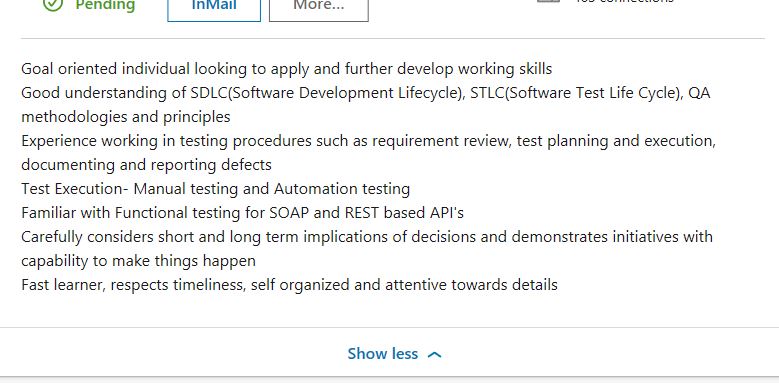 Pending
InMail
More...
connections
Goal oriented individual looking to apply and further develop working skills
Good understanding of SDLC(Software Development Lifecycle), STLC(Software Test Life Cycle), QA
methodologies and principles
Experience working in testing procedures such as requirement review, test planning and execution,
documenting and reporting defects
Test Execution- Manual testing and Automation testing
Familiar with Functional testing for SOAP and REST based API's
Carefully considers short and long term implications of decisions and demonstrates initiatives with
capability to make things happen
Fast learner, respects timeliness, self organized and attentive towards details
Show less